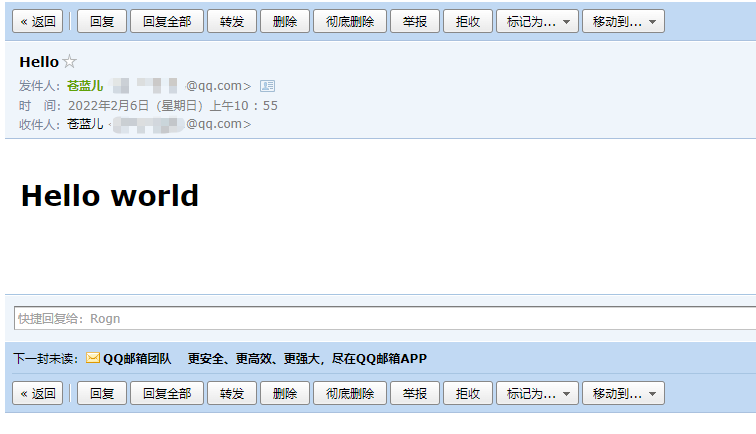 « 返回 回复 回复全部 转发 删除 彻底删除 举报 拒收 标记为... 移动到...
Hello
发件人：苍蓝儿 @qq.com>
时 间：2022年2月6日（星期日）上午10：55
收件人：苍蓝儿 @qq.com>
Hello world
快捷回复给：Rogn
下一封未读： QQ邮箱团队 更安全、更高效、更强大，尽在QQ邮箱APP
« 返回 回复 回复全部 转发 删除 彻底删除 举报 拒收 标记为... 移动到...